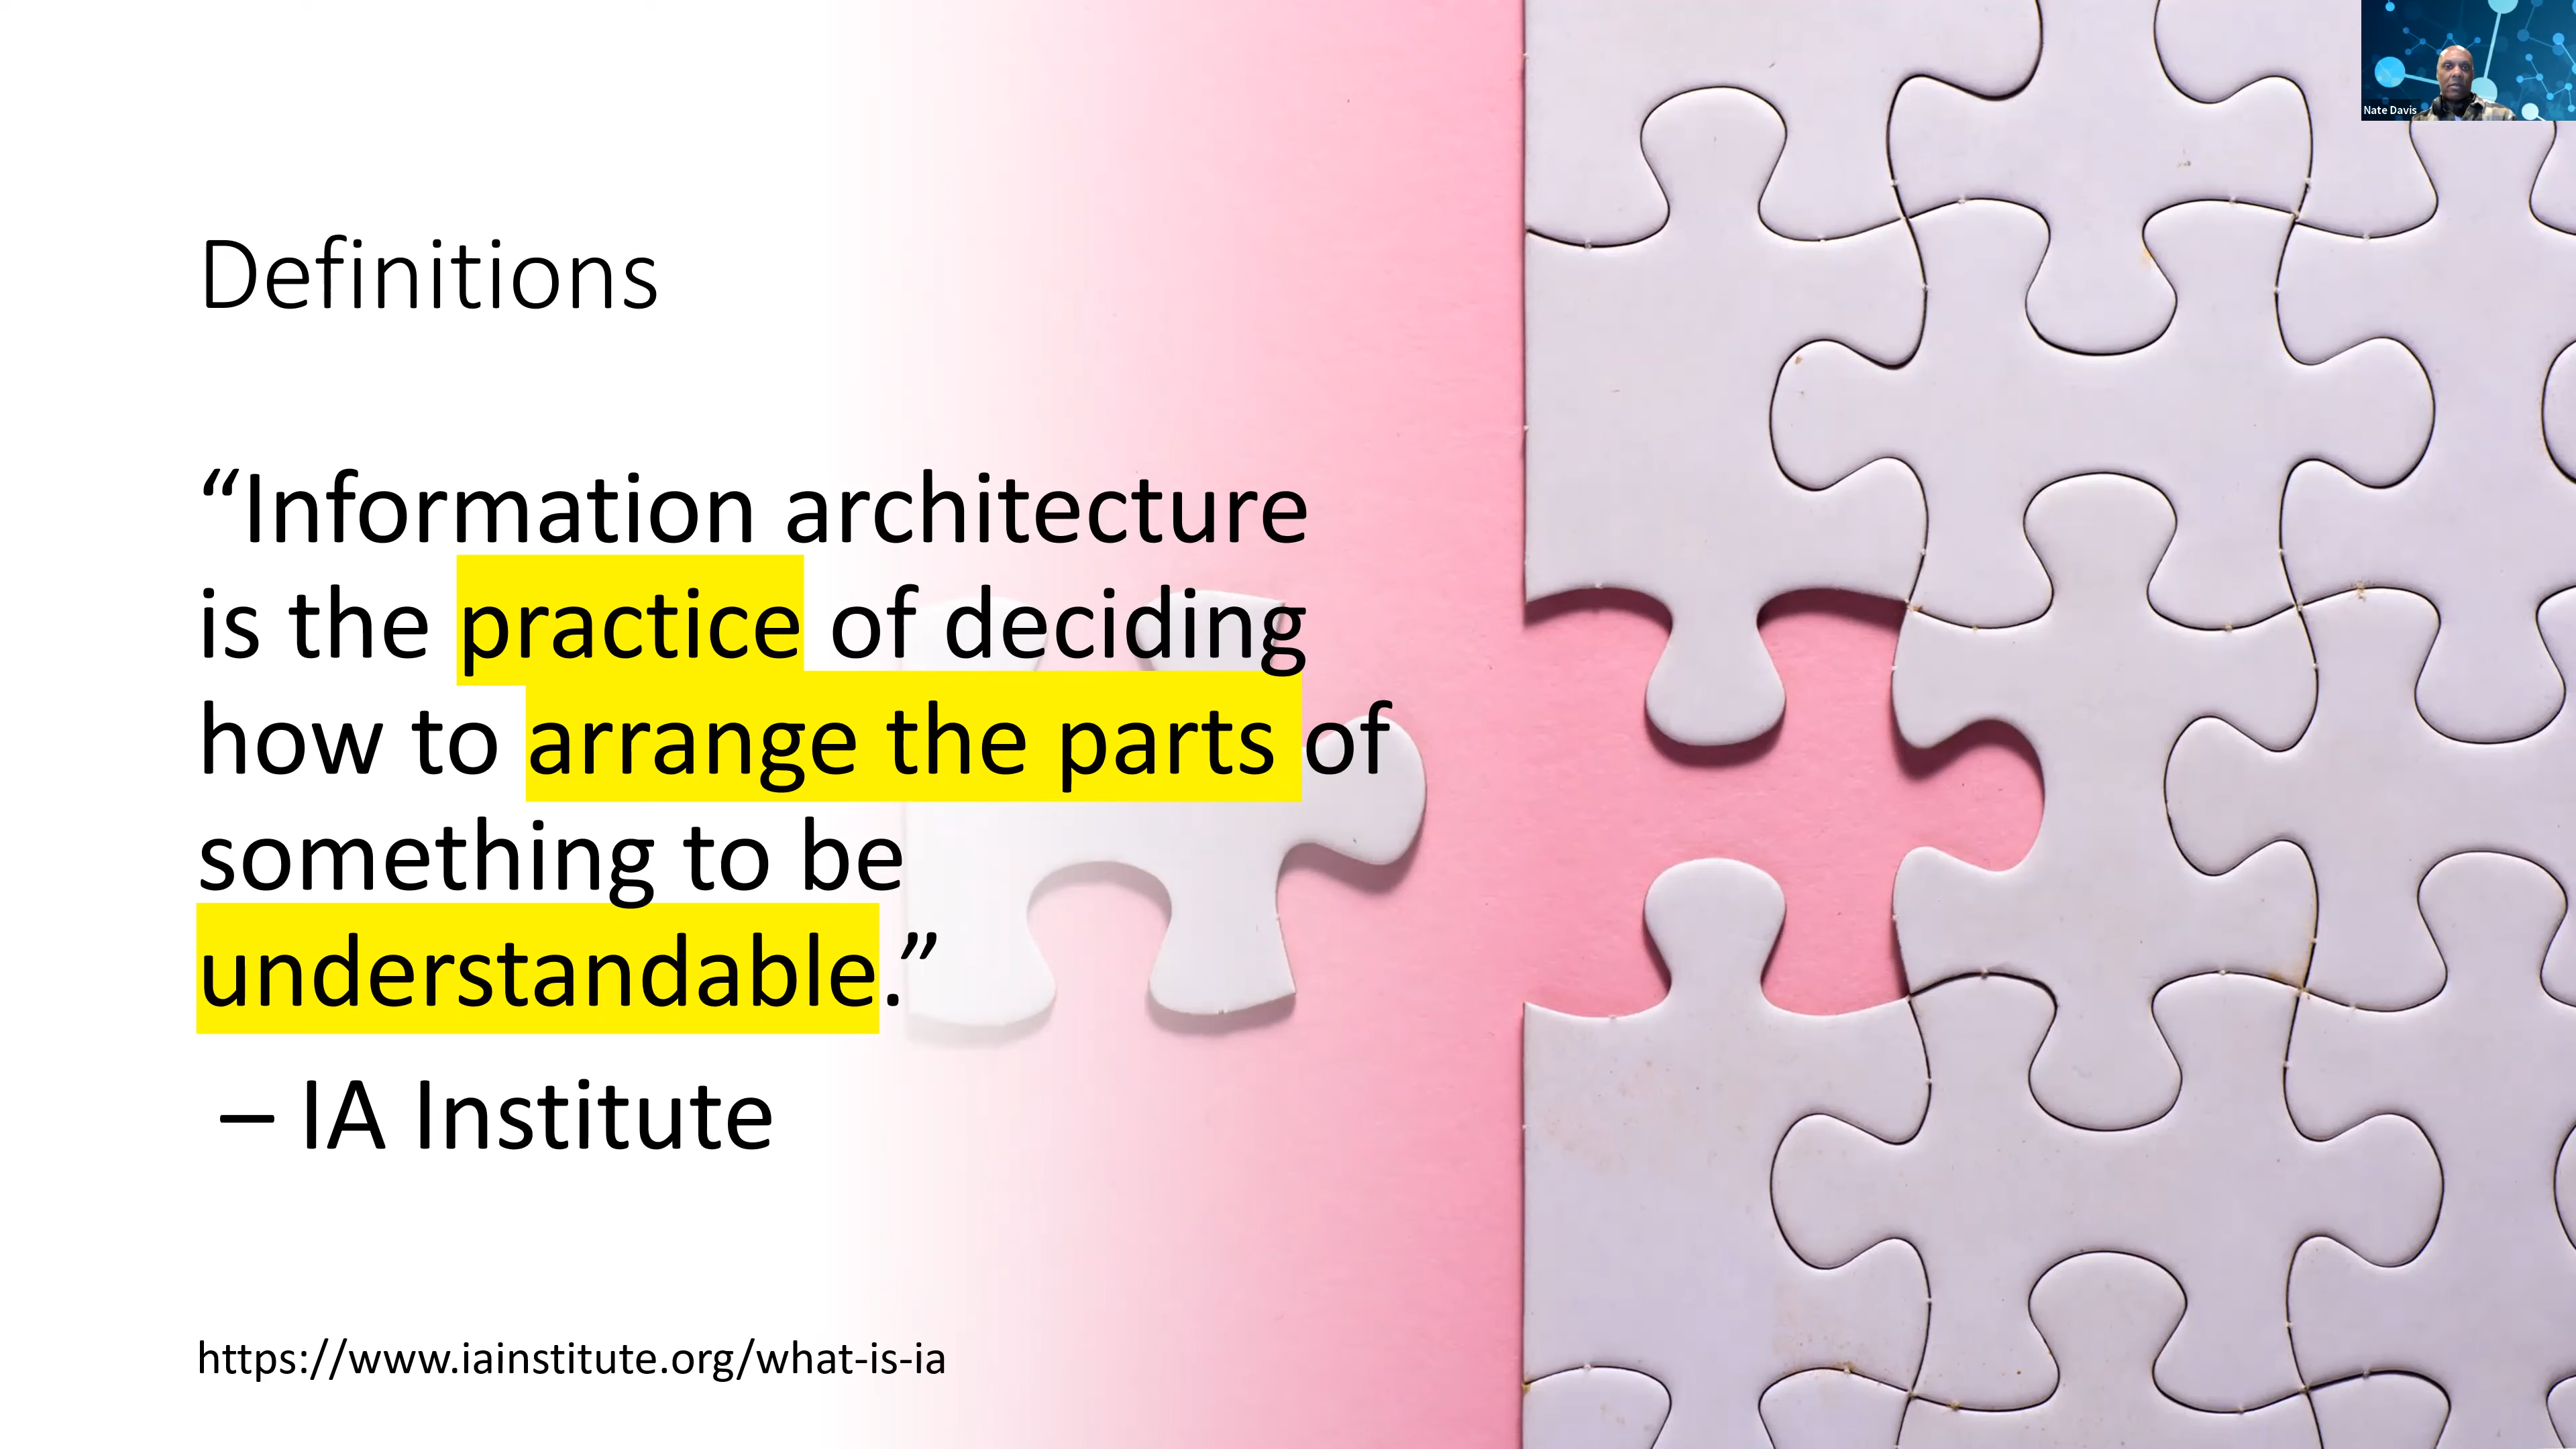 Nate Davis
Definitions
“Information architecture
is the practice of deciding
how to arrange the parts of
something to be
understandable.”
– IA Institute
https://www.iainstitute.org/what-is-ia